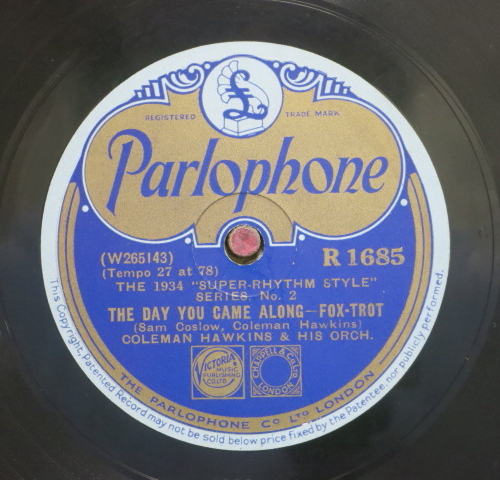 REGISTERED TRADE MARK
Parlophone
(W265143)
R 1685
(Tempo 27 at 78)
THE 1934 "SUPER-RHYTHM STYLE"
SERIES No. 2
THE DAY YOU CAME ALONG—FOX-TROT
(Sam Coslow, Coleman Hawkins)
COLEMAN HAWKINS & HIS ORCH.
VICTORIA MUSIC PUBLISHING CO. LTD
CHAPPELL & CO LTD LONDON
THE PARLOPHONE CO LTD LONDON
This Copyright, Patented Record may not be sold below price fixed by the Patentee, nor publicly performed.